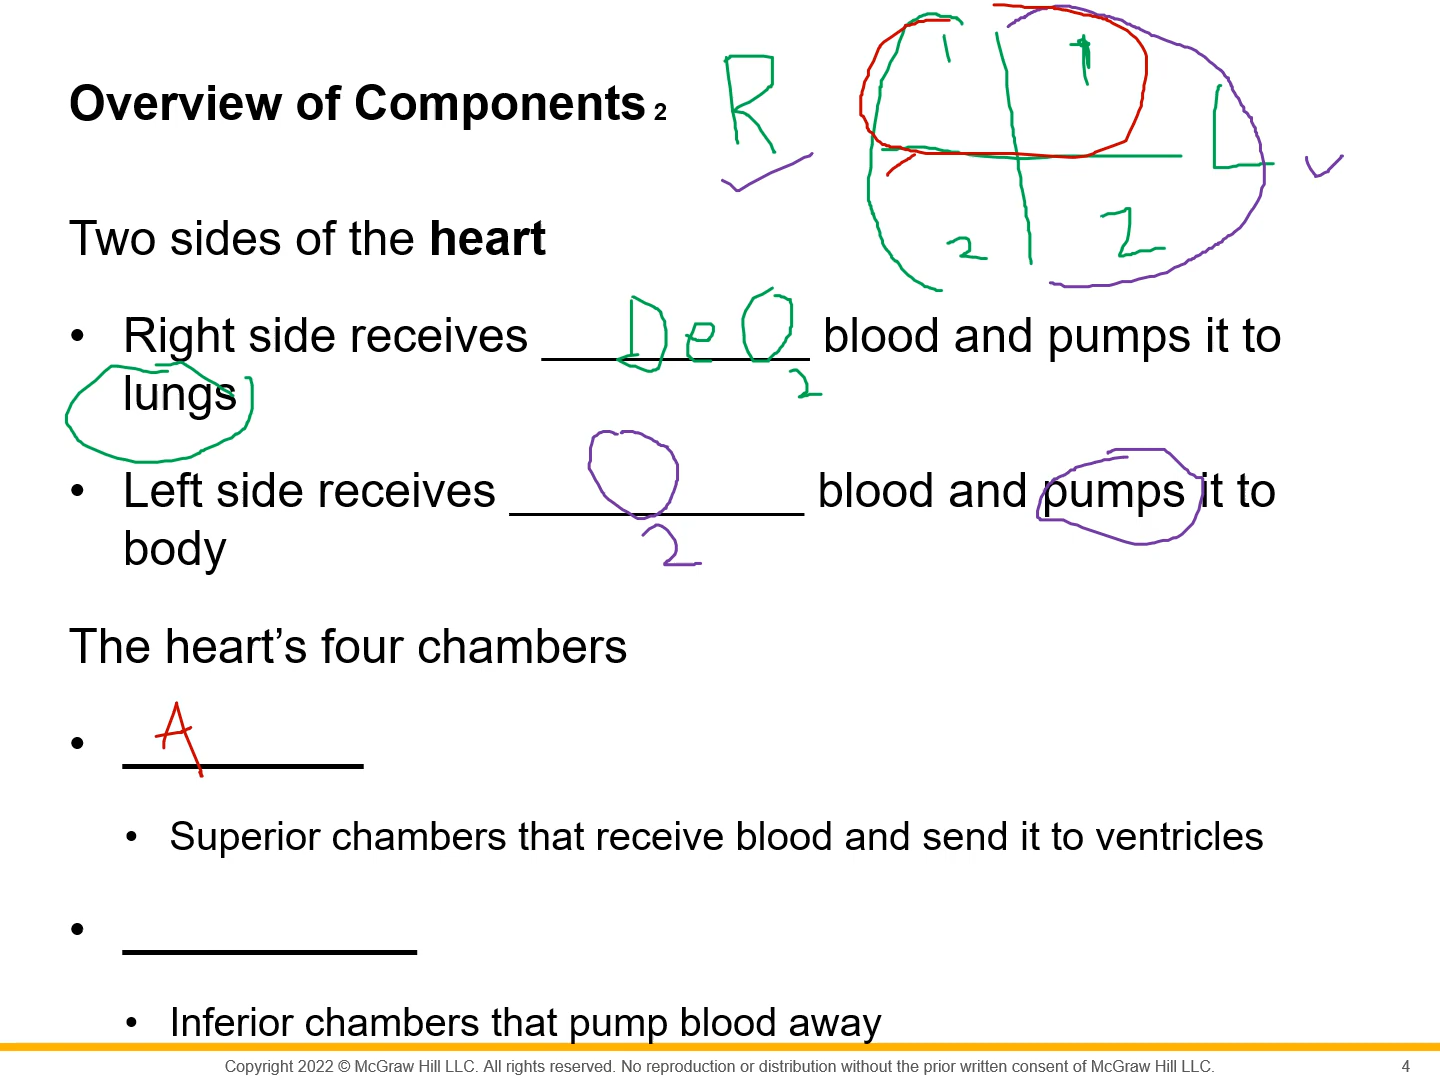 Overview of Components 2
R
1 1
L
2 2
Two sides of the heart
• Right side receives __________ blood and pumps it to
DeO2
lungs
• Left side receives ___________ blood and pumps it to
O2
body
The heart’s four chambers
• A
• Superior chambers that receive blood and send it to ventricles
• ___________
• Inferior chambers that pump blood away
Copyright 2022 © McGraw Hill LLC. All rights reserved. No reproduction or distribution without the prior written consent of McGraw Hill LLC. 4